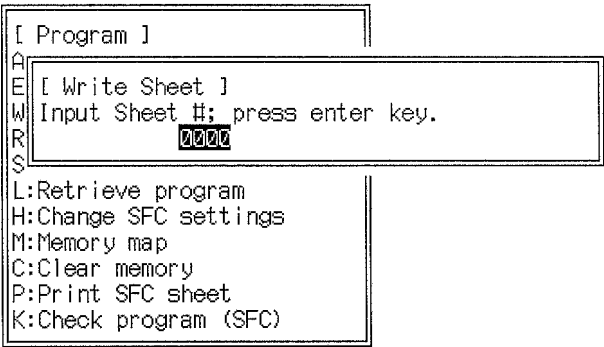 [ Program ]
A
E
W
R
S
[ Write Sheet ]
Input Sheet #; press enter key.
0000
L:Retrieve program
H:Change SFC settings
M:Memory map
C:Clear memory
P:Print SFC sheet
K:Check program (SFC)